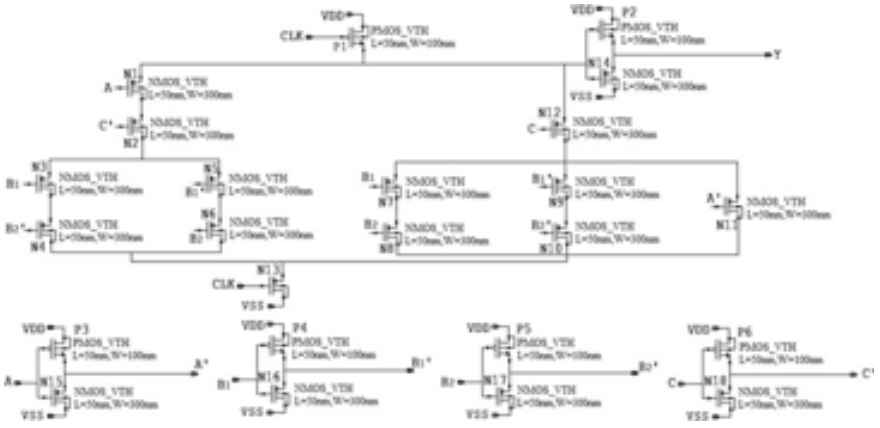 VDD
P2
VDD
PMOS_VTH
L=50nm,W=100nm
CLK
P1
PMOS_VTH
L=50nm,W=100nm
N14
Y
NMOS_VTH
L=50nm,W=300nm
VSS
N1
A
NMOS_VTH
L=50nm,W=300nm
N12
C
NMOS_VTH
L=50nm,W=300nm
C'
NMOS_VTH
L=50nm,W=300nm
N2
N3
B1
NMOS_VTH
L=50nm,W=300nm
N5
B1'
NMOS_VTH
L=50nm,W=300nm
B1
NMOS_VTH
L=50nm,W=300nm
N7
B1'
NMOS_VTH
L=50nm,W=300nm
N9
A'
NMOS_VTH
L=50nm,W=300nm
N11
B2'
NMOS_VTH
L=50nm,W=300nm
N4
N6
B2
NMOS_VTH
L=50nm,W=300nm
B2
NMOS_VTH
L=50nm,W=300nm
N8
B2'
NMOS_VTH
L=50nm,W=300nm
N10
N13
CLK
NMOS_VTH
L=50nm,W=300nm
VSS
VDD
P3
PMOS_VTH
L=50nm,W=100nm
A
N15
A'
NMOS_VTH
L=50nm,W=300nm
VSS
VDD
P4
PMOS_VTH
L=50nm,W=100nm
B1
N16
B1'
NMOS_VTH
L=50nm,W=300nm
VSS
VDD
P5
PMOS_VTH
L=50nm,W=100nm
B2
N17
B2'
NMOS_VTH
L=50nm,W=300nm
VSS
VDD
P6
PMOS_VTH
L=50nm,W=100nm
C
N18
C'
NMOS_VTH
L=50nm,W=300nm
VSS